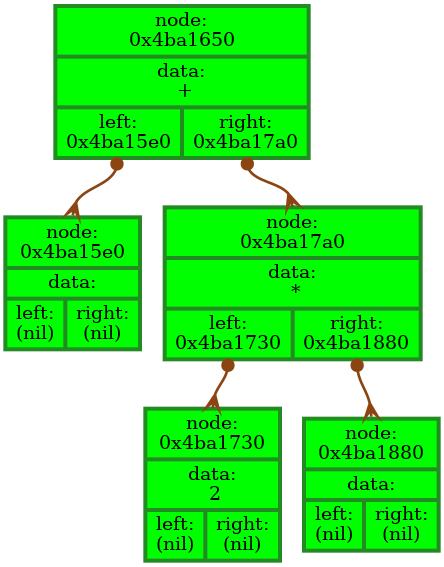 node:
0x4ba1650
data:
+
left:
0x4ba15e0
right:
0x4ba17a0
node:
0x4ba15e0
data:
left:
(nil)
right:
(nil)
node:
0x4ba17a0
data:
*
left:
0x4ba1730
right:
0x4ba1880
node:
0x4ba1730
data:
2
left:
(nil)
right:
(nil)
node:
0x4ba1880
data:
left:
(nil)
right:
(nil)